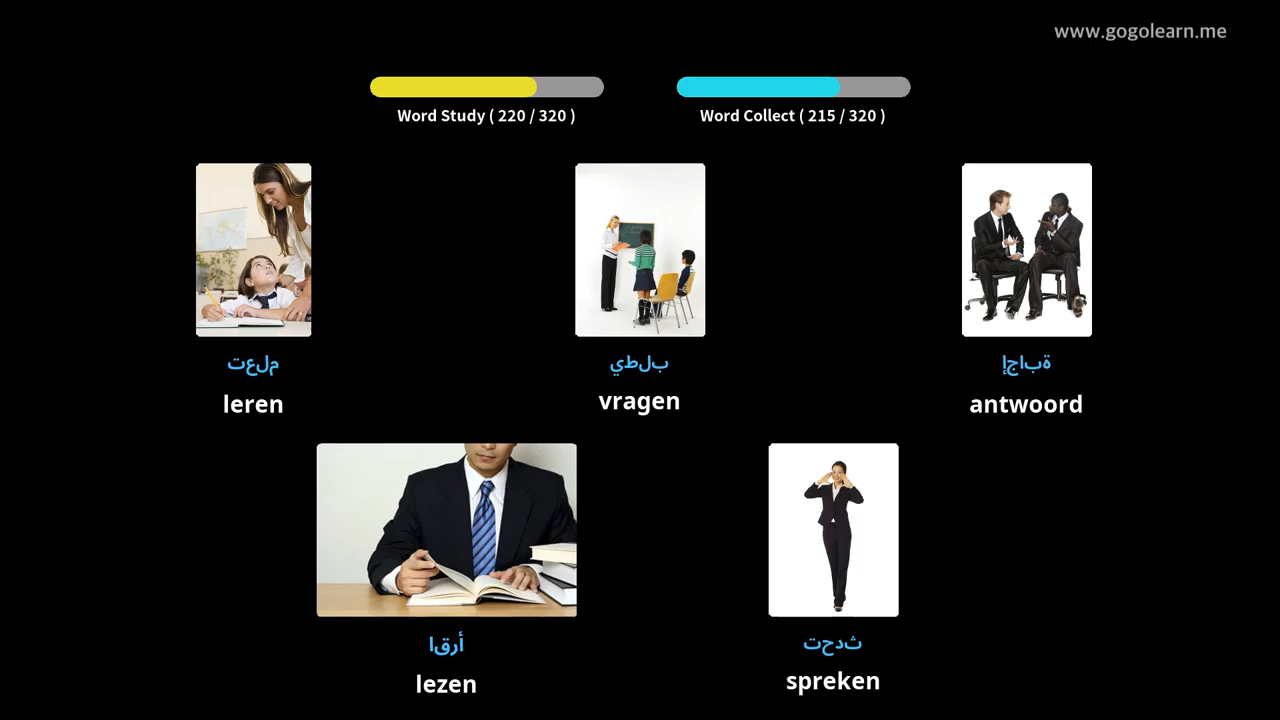 www.gogolearn.me
Word Study ( 220 / 320 )
Word Collect ( 215 / 320 )
ملعت
leren
بلطي
vragen
ةباجإ
antwoord
أرقا
lezen
ثدحت
spreken